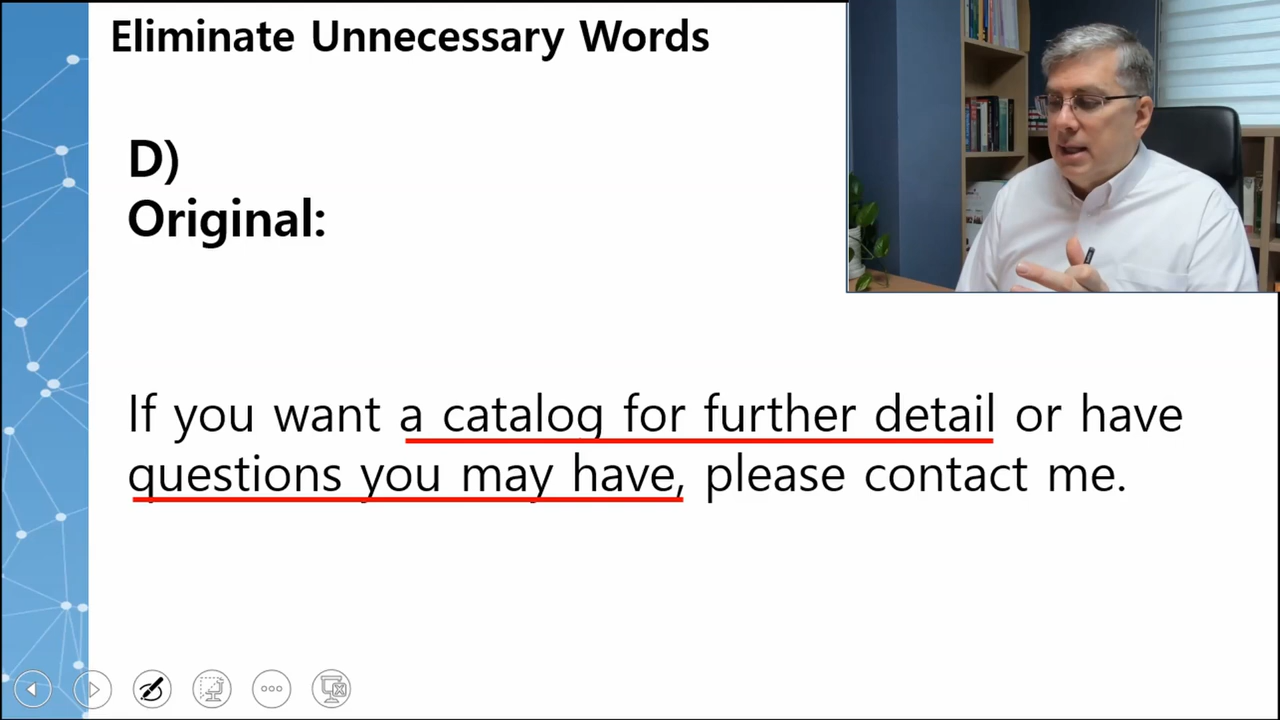 Eliminate Unnecessary Words
D)
Original:
If you want a catalog for further detail or have
questions you may have, please contact me.